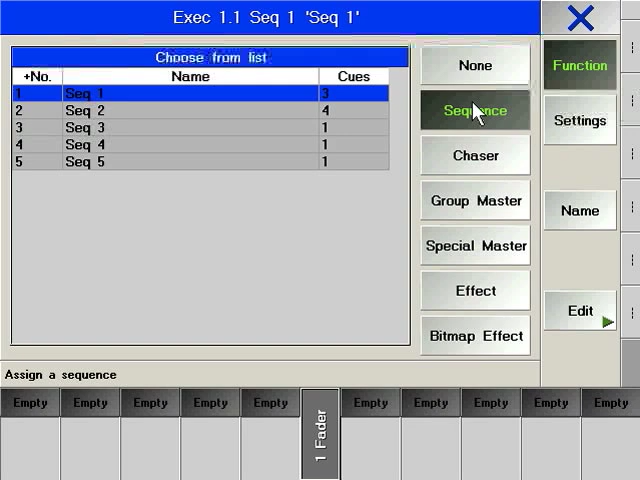 Exec 1.1 Seq 1 'Seq 1'
Choose from list
+No. Name Cues
1 Seq 1 3
2 Seq 2 4
3 Seq 3 1
4 Seq 4 1
5 Seq 5 1
None
Sequence
Chaser
Group Master
Special Master
Effect
Bitmap Effect
Function
Settings
Name
Edit
Assign a sequence
Empty Empty Empty Empty Empty 1 Fader Empty Empty Empty Empty Empty